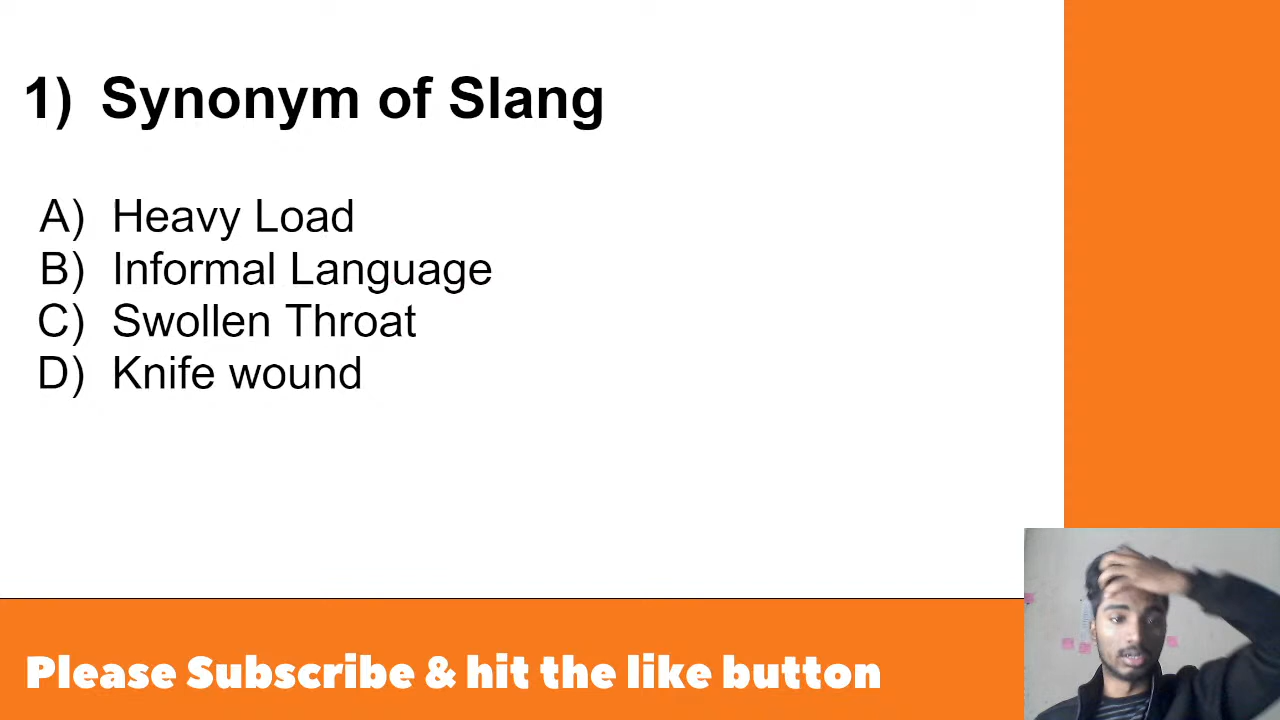 1) Synonym of Slang
A) Heavy Load
B) Informal Language
C) Swollen Throat
D) Knife wound
Please Subscribe & hit the like button